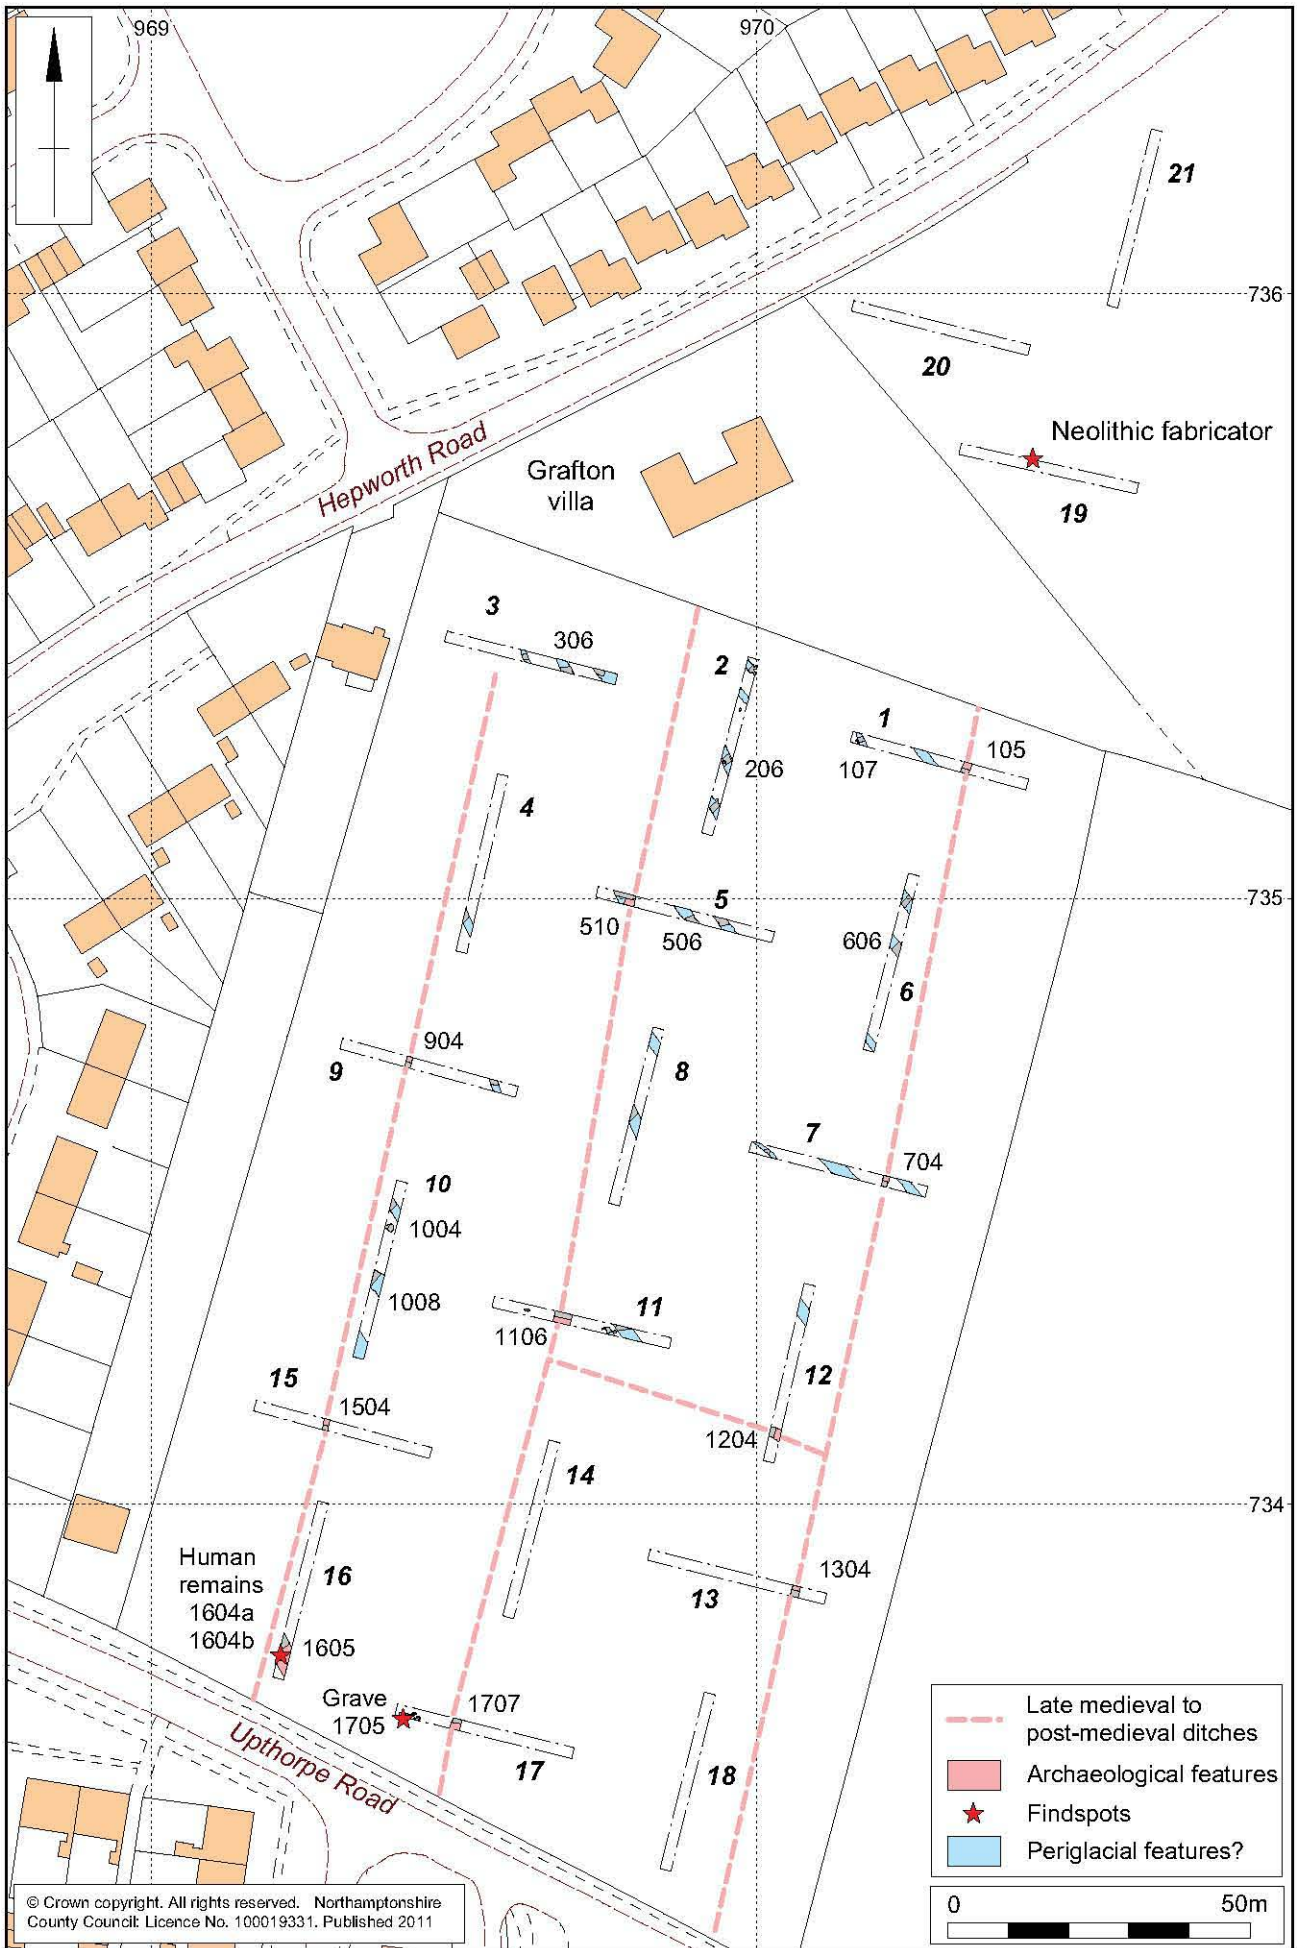 969
970
21
736
20
Neolithic fabricator
19
Hepworth Road
Grafton
villa
3
306
2
206
1
107
105
4
5
510
506
735
606
6
904
9
8
7
704
10
1004
1008
11
1106
12
15
1504
1204
14
734
Human
remains
1604a
1604b
16
1605
13
1304
Grave
1705
1707
17
18
Upthorpe Road
Late medieval to
post-medieval ditches
Archaeological features
Findspots
Periglacial features?
© Crown copyright. All rights reserved. Northamptonshire
County Council: Licence No. 100019331. Published 2011
0
50m